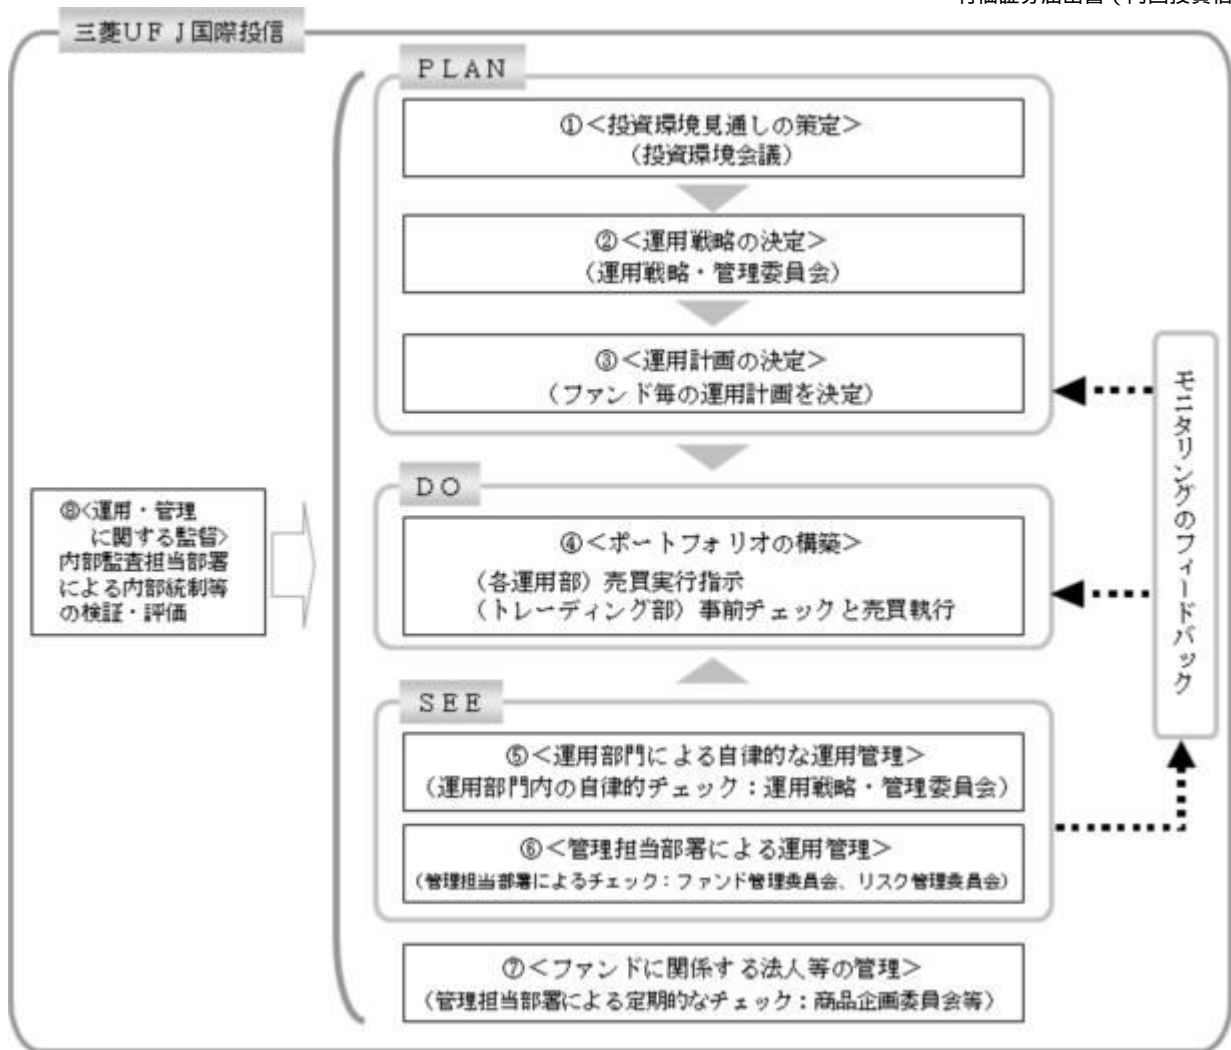 三菱ＵＦＪ国際投信
ＰＬＡＮ
①＜投資環境見通しの策定＞
（投資環境会議）
②＜運用戦略の決定＞
（運用戦略・管理委員会）
③＜運用計画の決定＞
（ファンド毎の運用計画を決定）
ＤＯ
④＜ポートフォリオの構築＞
（各運用部）売買実行指示
（トレーディング部）事前チェックと売買執行
ＳＥＥ
⑤＜運用部門による自律的な運用管理＞
（運用部門内の自律的チェック：運用戦略・管理委員会）
⑥＜管理担当部署による運用管理＞
（管理担当部署によるチェック：ファンド管理委員会、リスク管理委員会）
⑦＜ファンドに関係する法人等の管理＞
（管理担当部署による定期的なチェック：商品企画委員会等）
⑧＜運用・管理
に関する監督＞
内部監査担当部署
による内部統制等
の検証・評価
モニタリングのフィードバック